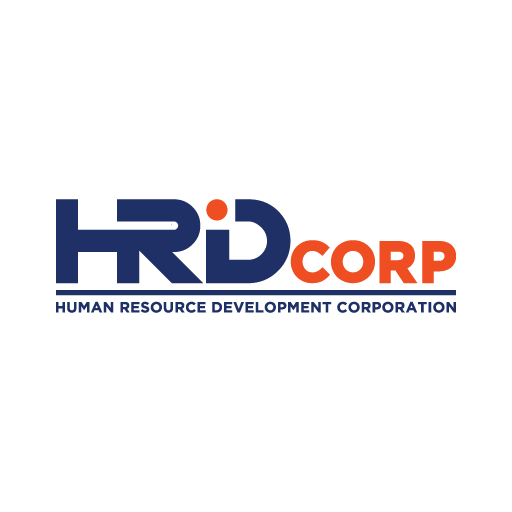 HRD CORP
HUMAN RESOURCE DEVELOPMENT CORPORATION